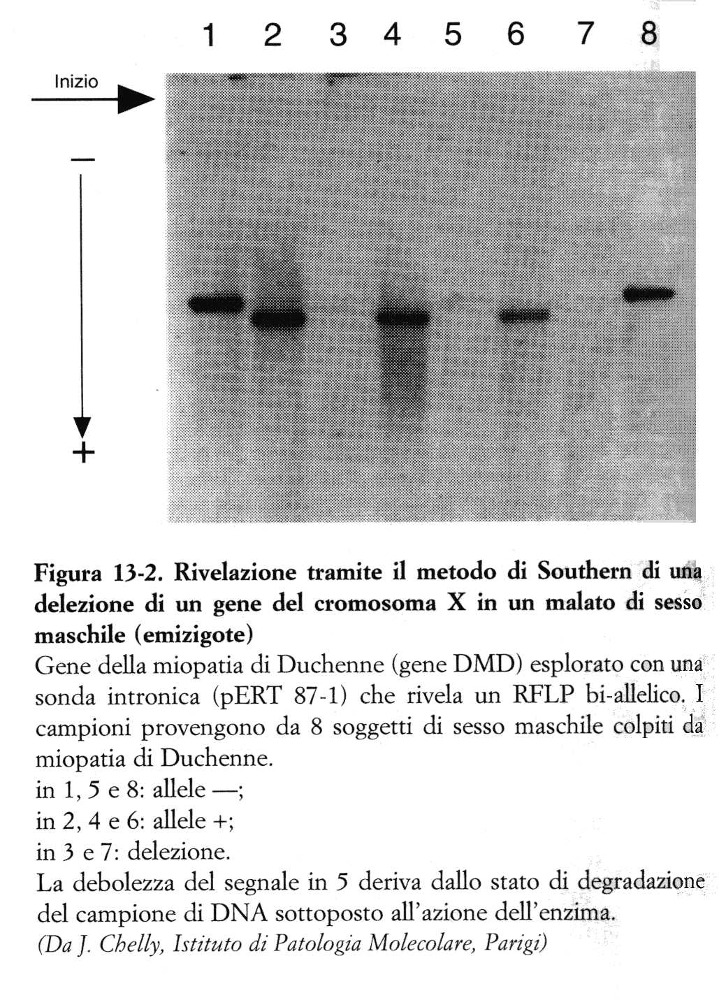 1 2 3 4 5 6 7 8
Inizio
–
+
Figura 13-2. Rivelazione tramite il metodo di Southern di una
delezione di un gene del cromosoma X in un malato di sesso
maschile (emizigote)
Gene della miopatia di Duchenne (gene DMD) esplorato con una
sonda intronica (pERT 87-1) che rivela un RFLP bi-allelico. I
campioni provengono da 8 soggetti di sesso maschile colpiti da
miopatia di Duchenne.
in 1, 5 e 8: allele —;
in 2, 4 e 6: allele +;
in 3 e 7: delezione.
La debolezza del segnale in 5 deriva dallo stato di degradazione
del campione di DNA sottoposto all'azione dell'enzima.
(Da J. Chelly, Istituto di Patologia Molecolare, Parigi)